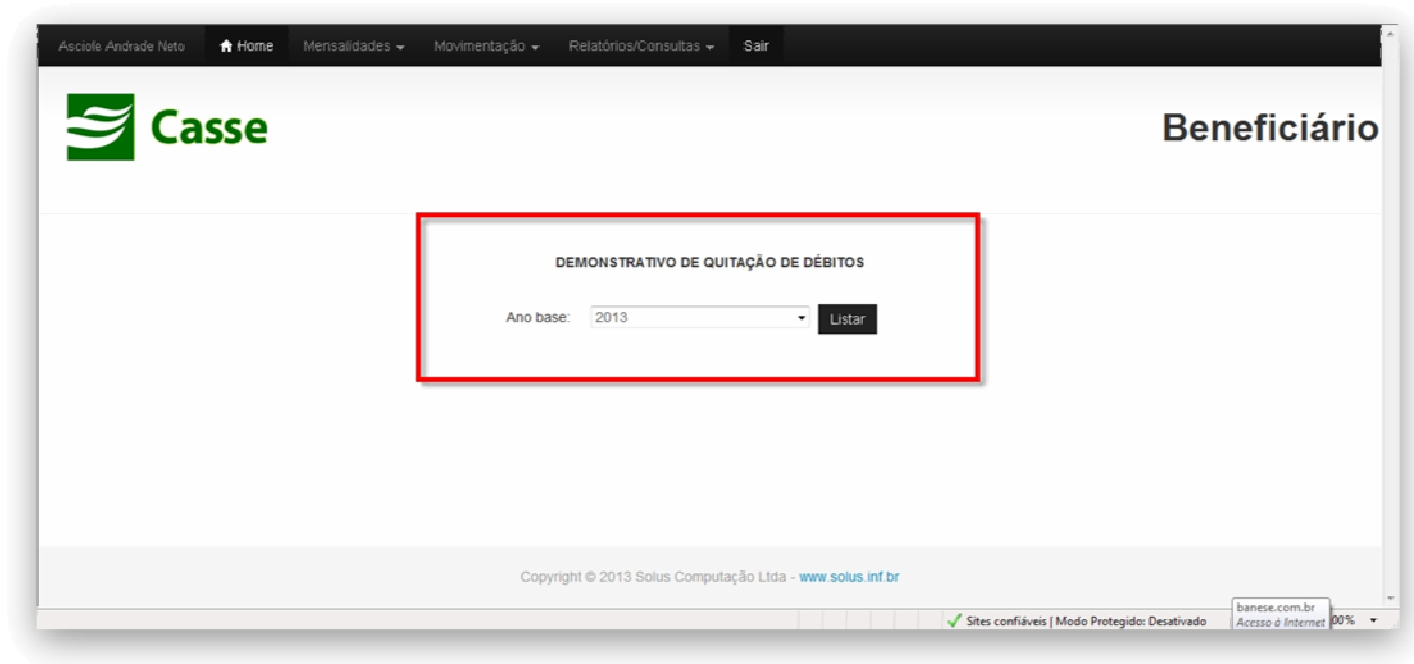 Asciole Andrade Neto Home Mensalidades Movimentação Relatórios/Consultas Sair
Casse
Beneficiário
DEMONSTRATIVO DE QUITAÇÃO DE DÉBITOS
Ano base: 2013 Listar
Copyright © 2013 Solus Computação Ltda - www.solus.inf.br
banese.com.br
Sites confiáveis | Modo Protegido: Desativado Acesso à Internet 00%